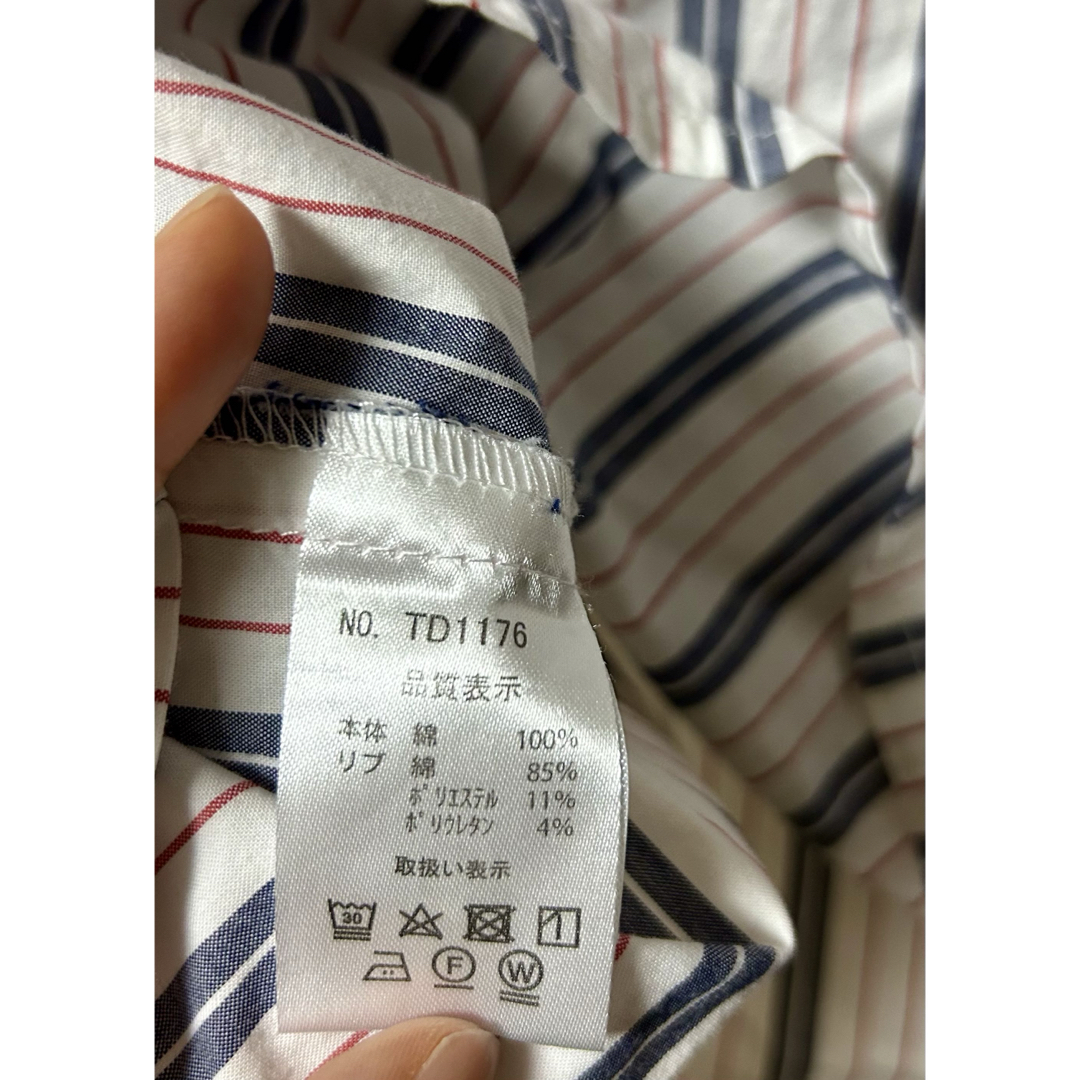 NO. TD1176
品質表示
本体 綿 100%
リブ 綿 85%
ﾎﾟﾘｴｽﾃﾙ 11%
ﾎﾟﾘｳﾚﾀﾝ 4%
取扱い表示
30
F W